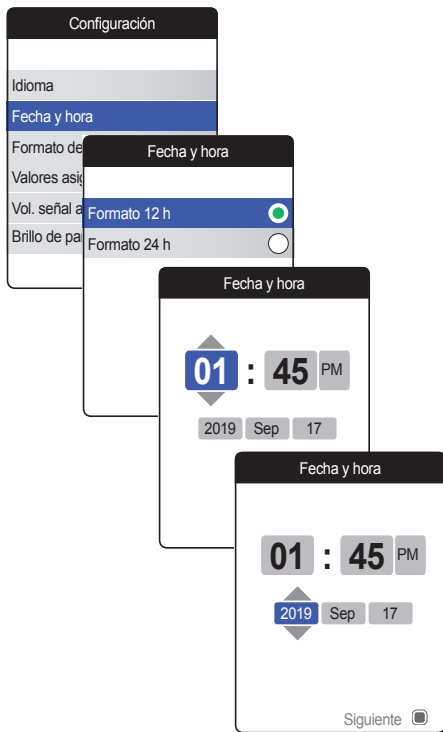 Configuración
Idioma
Fecha y hora
Formato de
Valores asig
Vol. señal a
Brillo de pa
Fecha y hora
Formato 12 h
Formato 24 h
Fecha y hora
01 : 45 PM
2019 Sep 17
Fecha y hora
01 : 45 PM
2019 Sep 17
Siguiente